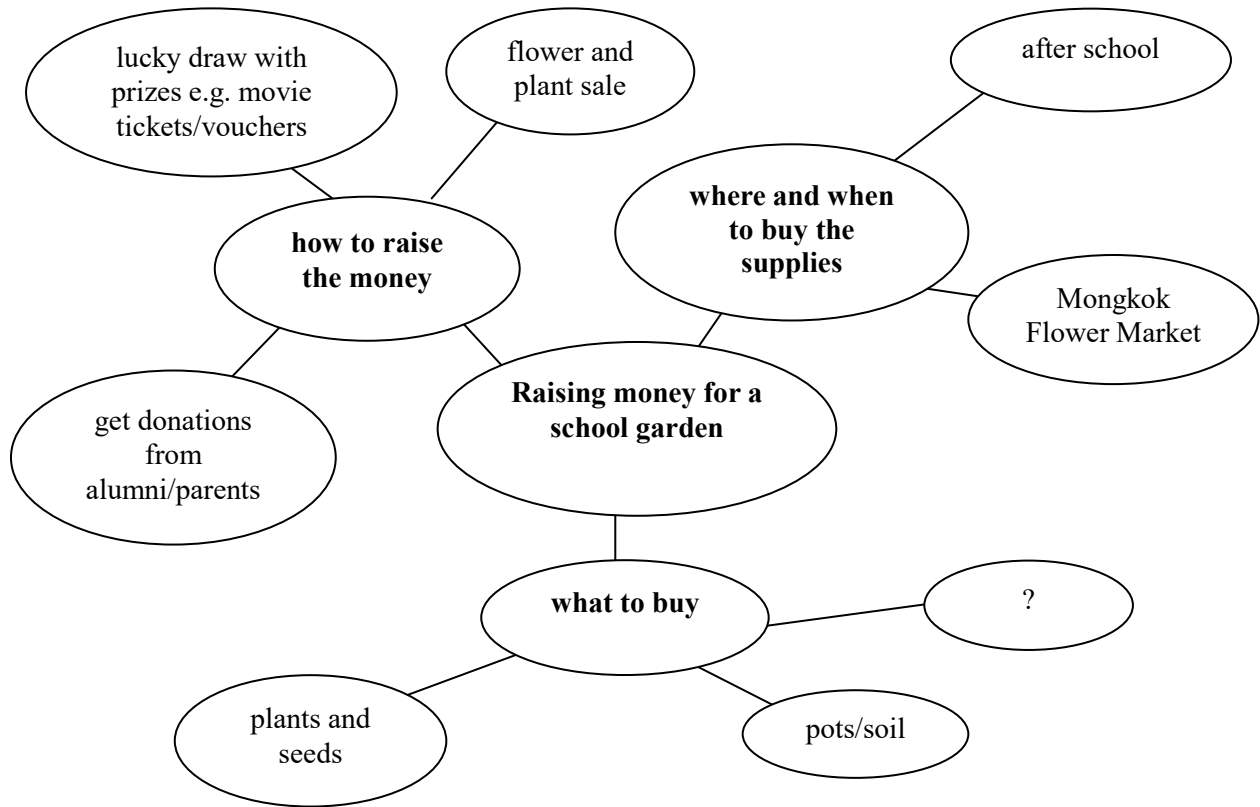 lucky draw with
prizes e.g. movie
tickets/vouchers
flower and
plant sale
after school
where and when
to buy the
supplies
how to raise
the money
Mongkok
Flower Market
Raising money for a
school garden
get donations
from
alumni/parents
what to buy
?
plants and
seeds
pots/soil